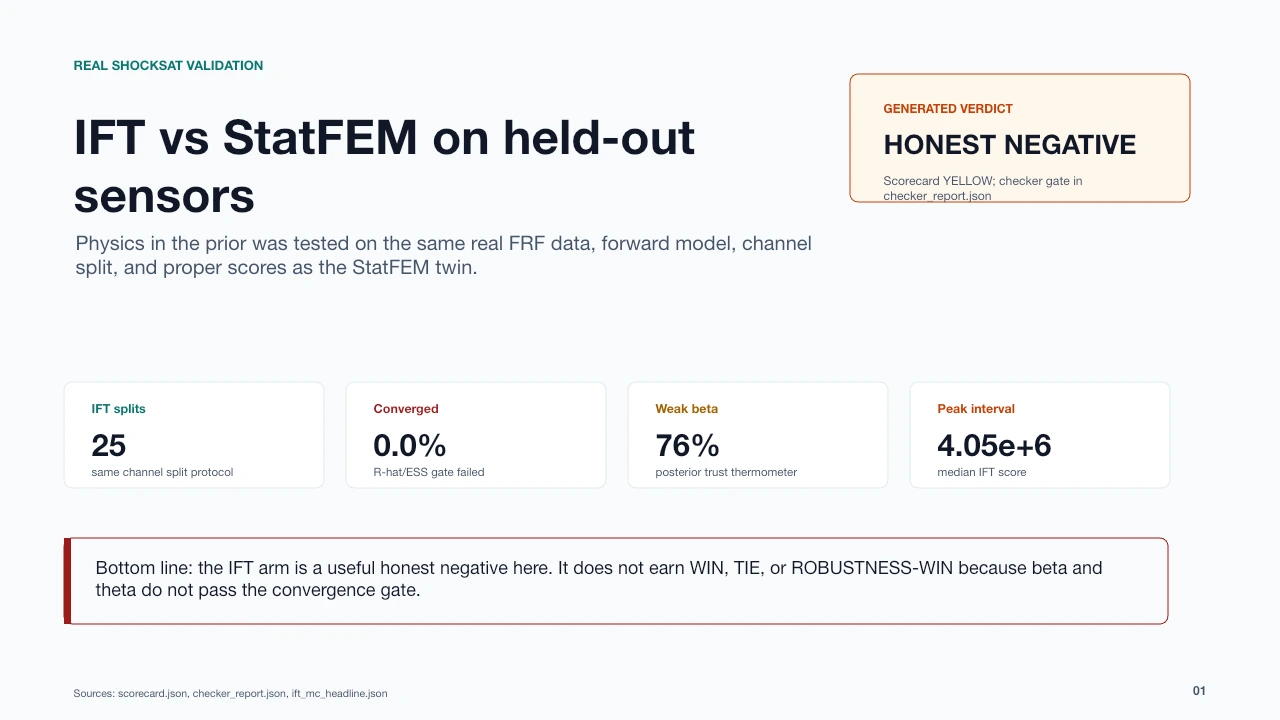 REAL SHOCKSAT VALIDATION
IFT vs StatFEM on held-out
sensors
Physics in the prior was tested on the same real FRF data, forward model, channel
split, and proper scores as the StatFEM twin.
GENERATED VERDICT
HONEST NEGATIVE
Scorecard YELLOW; checker gate in
checker_report.json
IFT splits
25
same channel split protocol
Converged
0.0%
R-hat/ESS gate failed
Weak beta
76%
posterior trust thermometer
Peak interval
4.05e+6
median IFT score
Bottom line: the IFT arm is a useful honest negative here. It does not earn WIN, TIE, or ROBUSTNESS-WIN because beta and
theta do not pass the convergence gate.
Sources: scorecard.json, checker_report.json, ift_mc_headline.json
01